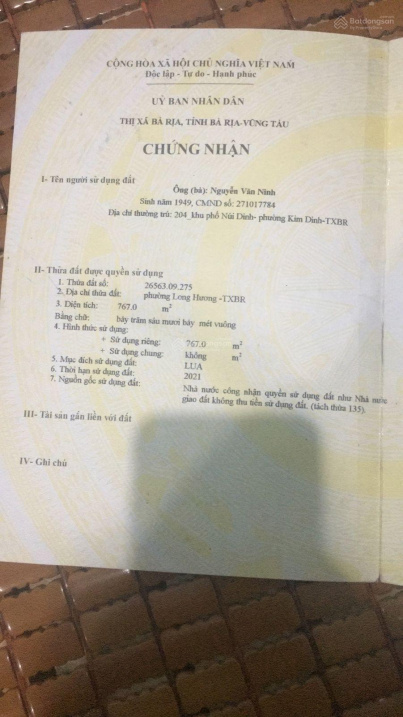 Batdongsan
CỘNG HÒA XÃ HỘI CHỦ NGHĨA VIỆT NAM
Độc lập - Tự do - Hạnh phúc
UỶ BAN NHÂN DÂN
THỊ XÃ BÀ RỊA, TỈNH BÀ RỊA-VŨNG TÀU
CHỨNG NHẬN
I- Tên người sử dụng đất
Ông (bà): Nguyễn Văn Ninh
Sinh năm 1949, CMND số: 271017784
Địa chỉ thường trú: 204 khu phố Núi Dinh- phường Kim Dinh-TXBR
II- Thửa đất được quyền sử dụng
1. Thửa đất số: 26563.09.275
2. Địa chỉ thửa đất: phường Long Hương -TXBR
3. Diện tích: 767.0 m²
Bằng chữ: bảy trăm sáu mươi bảy mét vuông
4. Hình thức sử dụng:
+ Sử dụng riêng: 767.0 m²
+ Sử dụng chung: không m²
5. Mục đích sử dụng đất: LUA
6. Thời hạn sử dụng đất: 2021
7. Nguồn gốc sử dụng đất: Nhà nước công nhận quyền sử dụng đất như Nhà nước
giao đất không thu tiền sử dụng đất. (tách thửa 135).
III- Tài sản gắn liền với đất
IV- Ghi chú